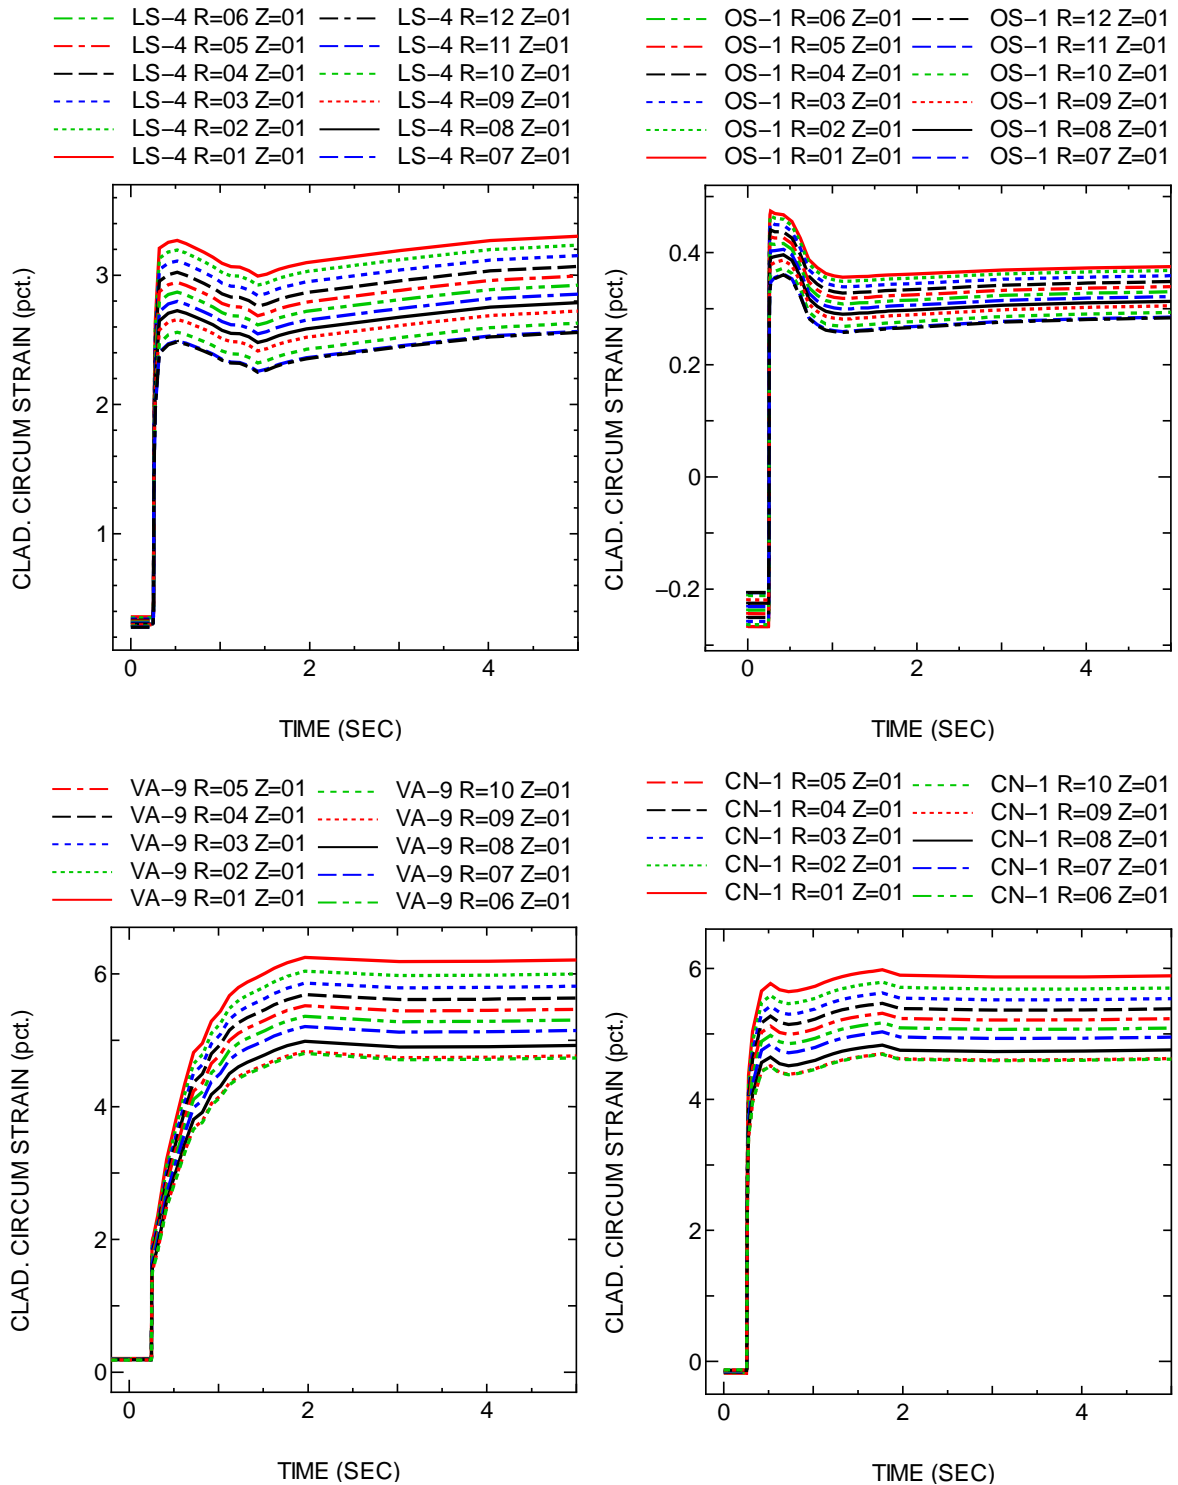 LS−4 R=06 Z=01 LS−4 R=12 Z=01
LS−4 R=05 Z=01 LS−4 R=11 Z=01
LS−4 R=04 Z=01 LS−4 R=10 Z=01
LS−4 R=03 Z=01 LS−4 R=09 Z=01
LS−4 R=02 Z=01 LS−4 R=08 Z=01
LS−4 R=01 Z=01 LS−4 R=07 Z=01
CLAD. CIRCUM STRAIN (pct.)
3
2
1
0 2 4
TIME (SEC)
OS−1 R=06 Z=01 OS−1 R=12 Z=01
OS−1 R=05 Z=01 OS−1 R=11 Z=01
OS−1 R=04 Z=01 OS−1 R=10 Z=01
OS−1 R=03 Z=01 OS−1 R=09 Z=01
OS−1 R=02 Z=01 OS−1 R=08 Z=01
OS−1 R=01 Z=01 OS−1 R=07 Z=01
CLAD. CIRCUM STRAIN (pct.)
0.4
0.2
0
−0.2
0 2 4
TIME (SEC)
VA−9 R=05 Z=01 VA−9 R=10 Z=01
VA−9 R=04 Z=01 VA−9 R=09 Z=01
VA−9 R=03 Z=01 VA−9 R=08 Z=01
VA−9 R=02 Z=01 VA−9 R=07 Z=01
VA−9 R=01 Z=01 VA−9 R=06 Z=01
CLAD. CIRCUM STRAIN (pct.)
6
4
2
0
0 2 4
TIME (SEC)
CN−1 R=05 Z=01 CN−1 R=10 Z=01
CN−1 R=04 Z=01 CN−1 R=09 Z=01
CN−1 R=03 Z=01 CN−1 R=08 Z=01
CN−1 R=02 Z=01 CN−1 R=07 Z=01
CN−1 R=01 Z=01 CN−1 R=06 Z=01
CLAD. CIRCUM STRAIN (pct.)
6
4
2
0
0 2 4
TIME (SEC)